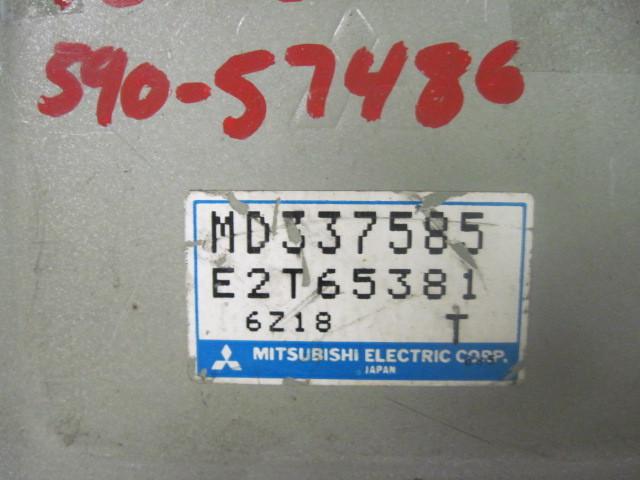 590-57486
MD337585
E2T65381
6Z18 T
MITSUBISHI ELECTRIC CORP.
JAPAN